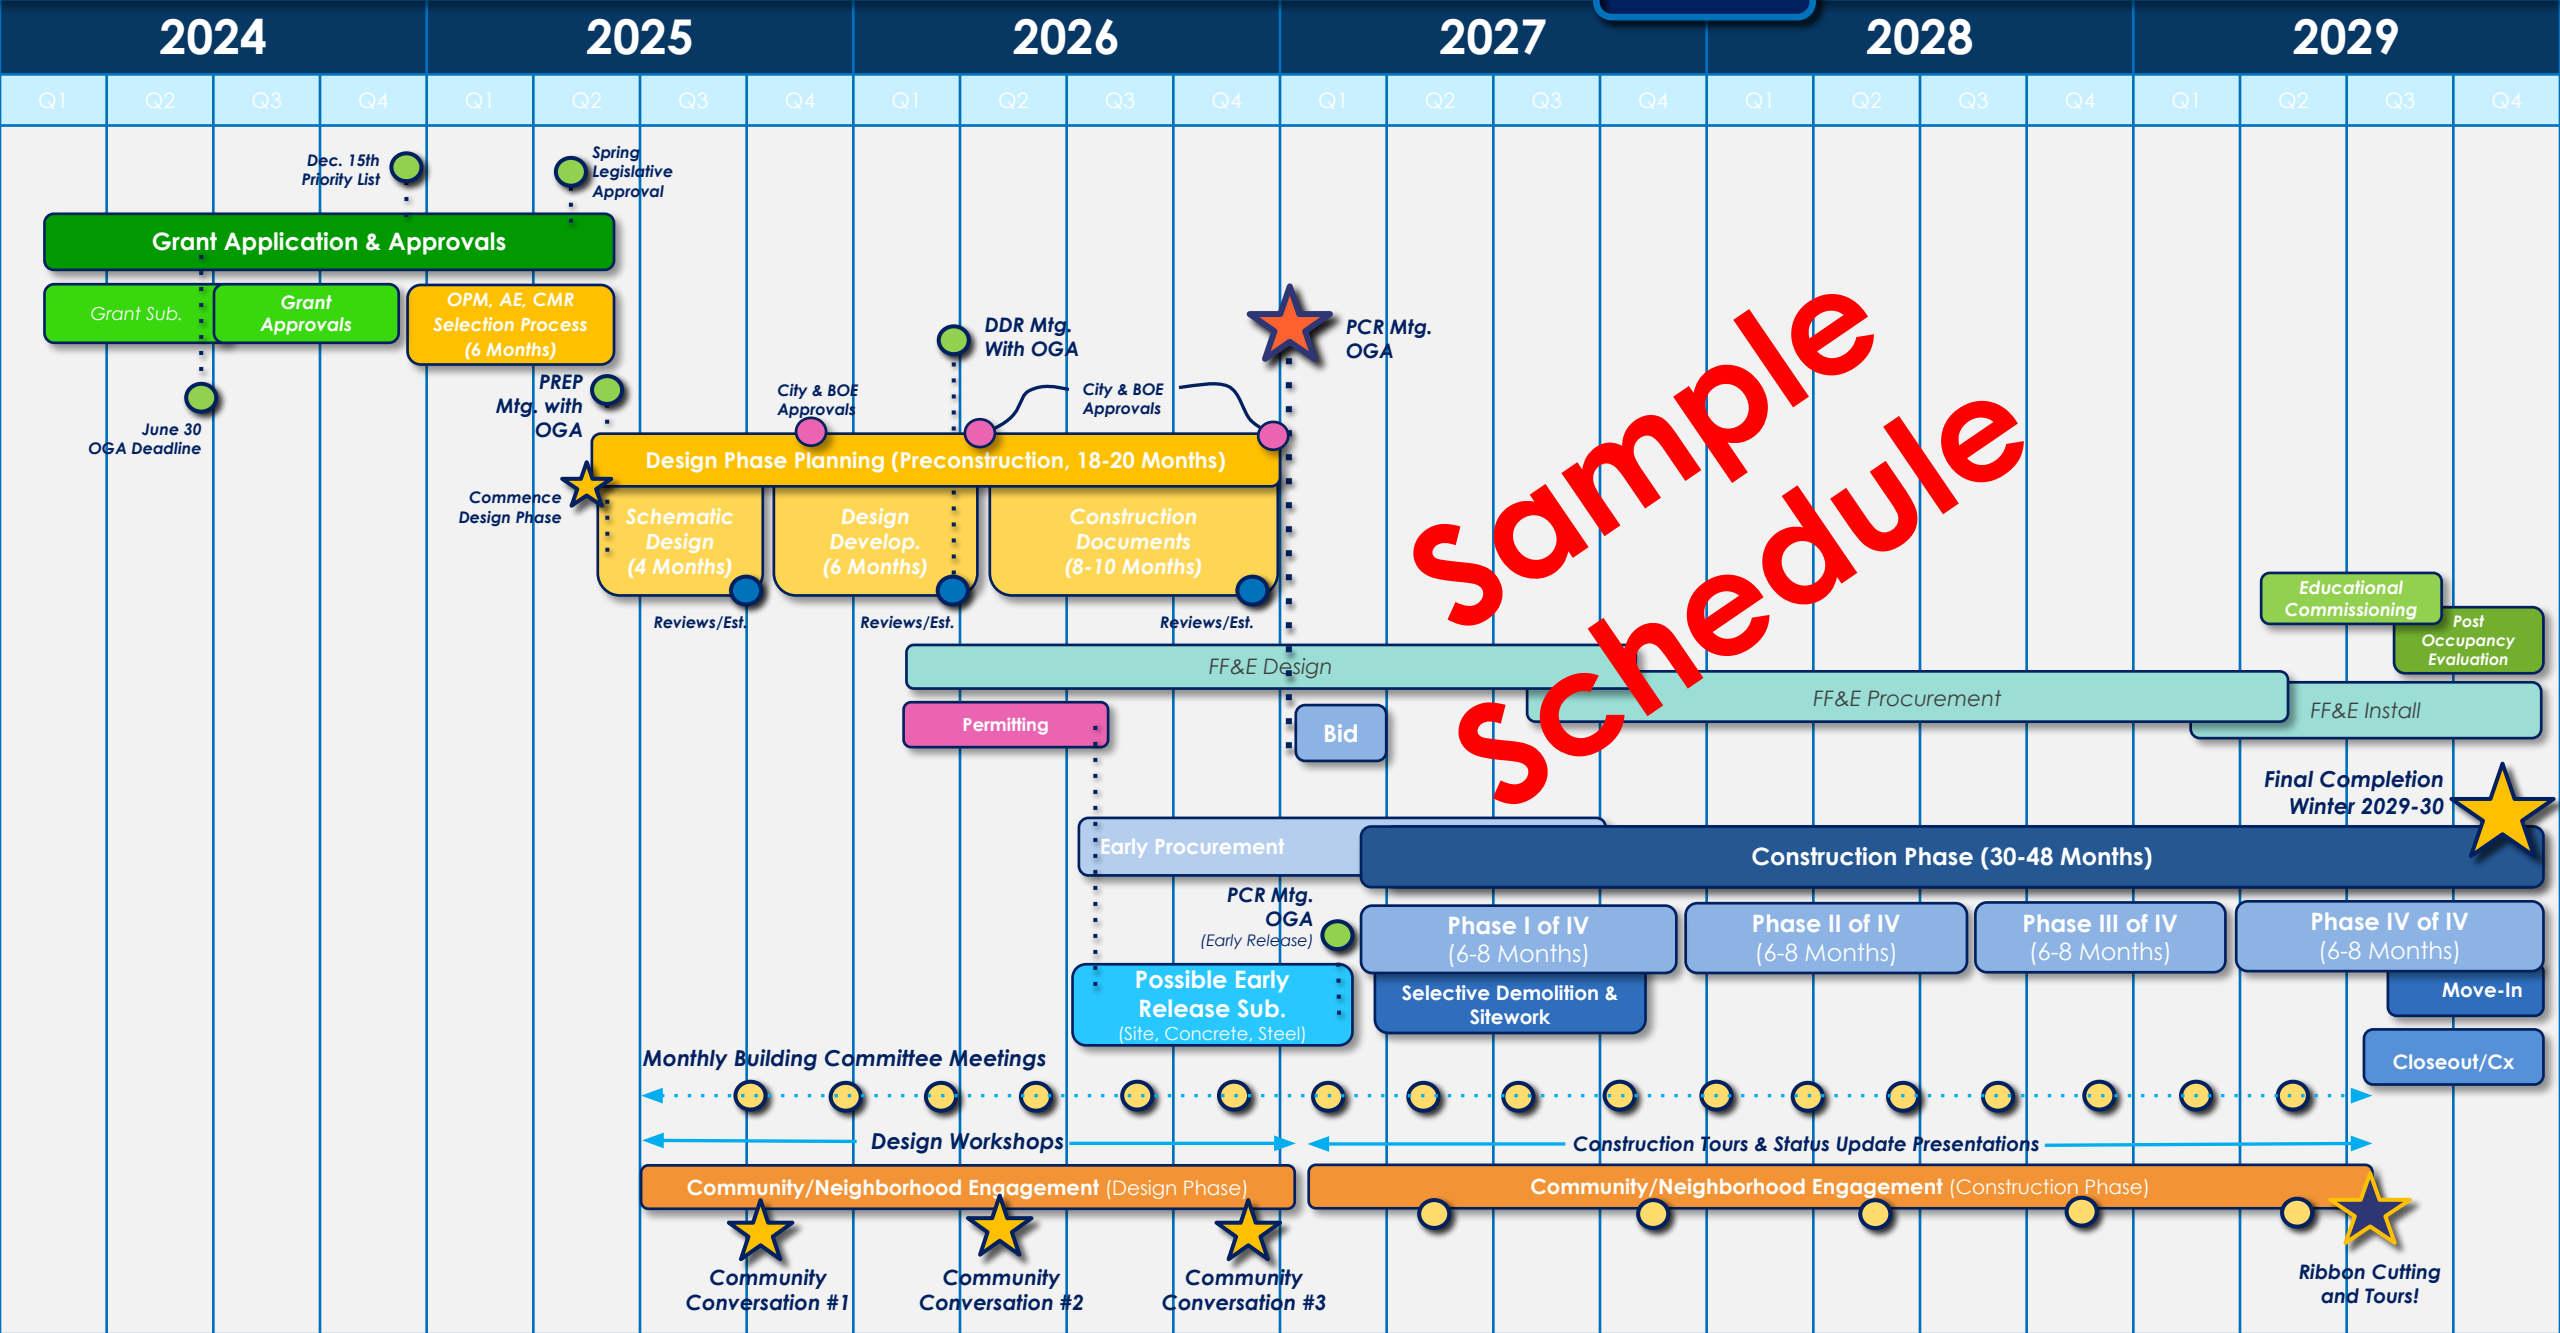 2024 2025 2026 2027 2028 2029
Q1 Q2 Q3 Q4 Q1 Q2 Q3 Q4 Q1 Q2 Q3 Q4 Q1 Q2 Q3 Q4 Q1 Q2 Q3 Q4 Q1 Q2 Q3 Q4
Dec. 15th
Priority List
Spring
Legislative
Approval
Grant Application & Approvals
Grant Sub.
Grant
Approvals
OPM, AE, CMR
Selection Process
(6 Months)
June 30
OGA Deadline
PREP
Mtg. with
OGA
City & BOE
Approvals
DDR Mtg.
With OGA
City & BOE
Approvals
PCR Mtg.
OGA
Sample
Schedule
Design Phase Planning (Preconstruction, 18-20 Months)
Commence
Design Phase
Schematic
Design
(4 Months)
Design
Develop.
(6 Months)
Construction
Documents
(8-10 Months)
Reviews/Est.
Reviews/Est.
Reviews/Est.
Educational
Commissioning
Post
Occupancy
Evaluation
FF&E Design
FF&E Procurement
FF&E Install
Permitting
Bid
Final Completion
Winter 2029-30
Early Procurement
Construction Phase (30-48 Months)
PCR Mtg.
OGA
(Early Release)
Phase I of IV
(6-8 Months)
Phase II of IV
(6-8 Months)
Phase III of IV
(6-8 Months)
Phase IV of IV
(6-8 Months)
Possible Early
Release Sub.
(Site, Concrete, Steel)
Selective Demolition &
Sitework
Move-In
Closeout/Cx
Monthly Building Committee Meetings
Design Workshops
Construction Tours & Status Update Presentations
Community/Neighborhood Engagement (Design Phase)
Community/Neighborhood Engagement (Construction Phase)
Community
Conversation #1
Community
Conversation #2
Community
Conversation #3
Ribbon Cutting
and Tours!